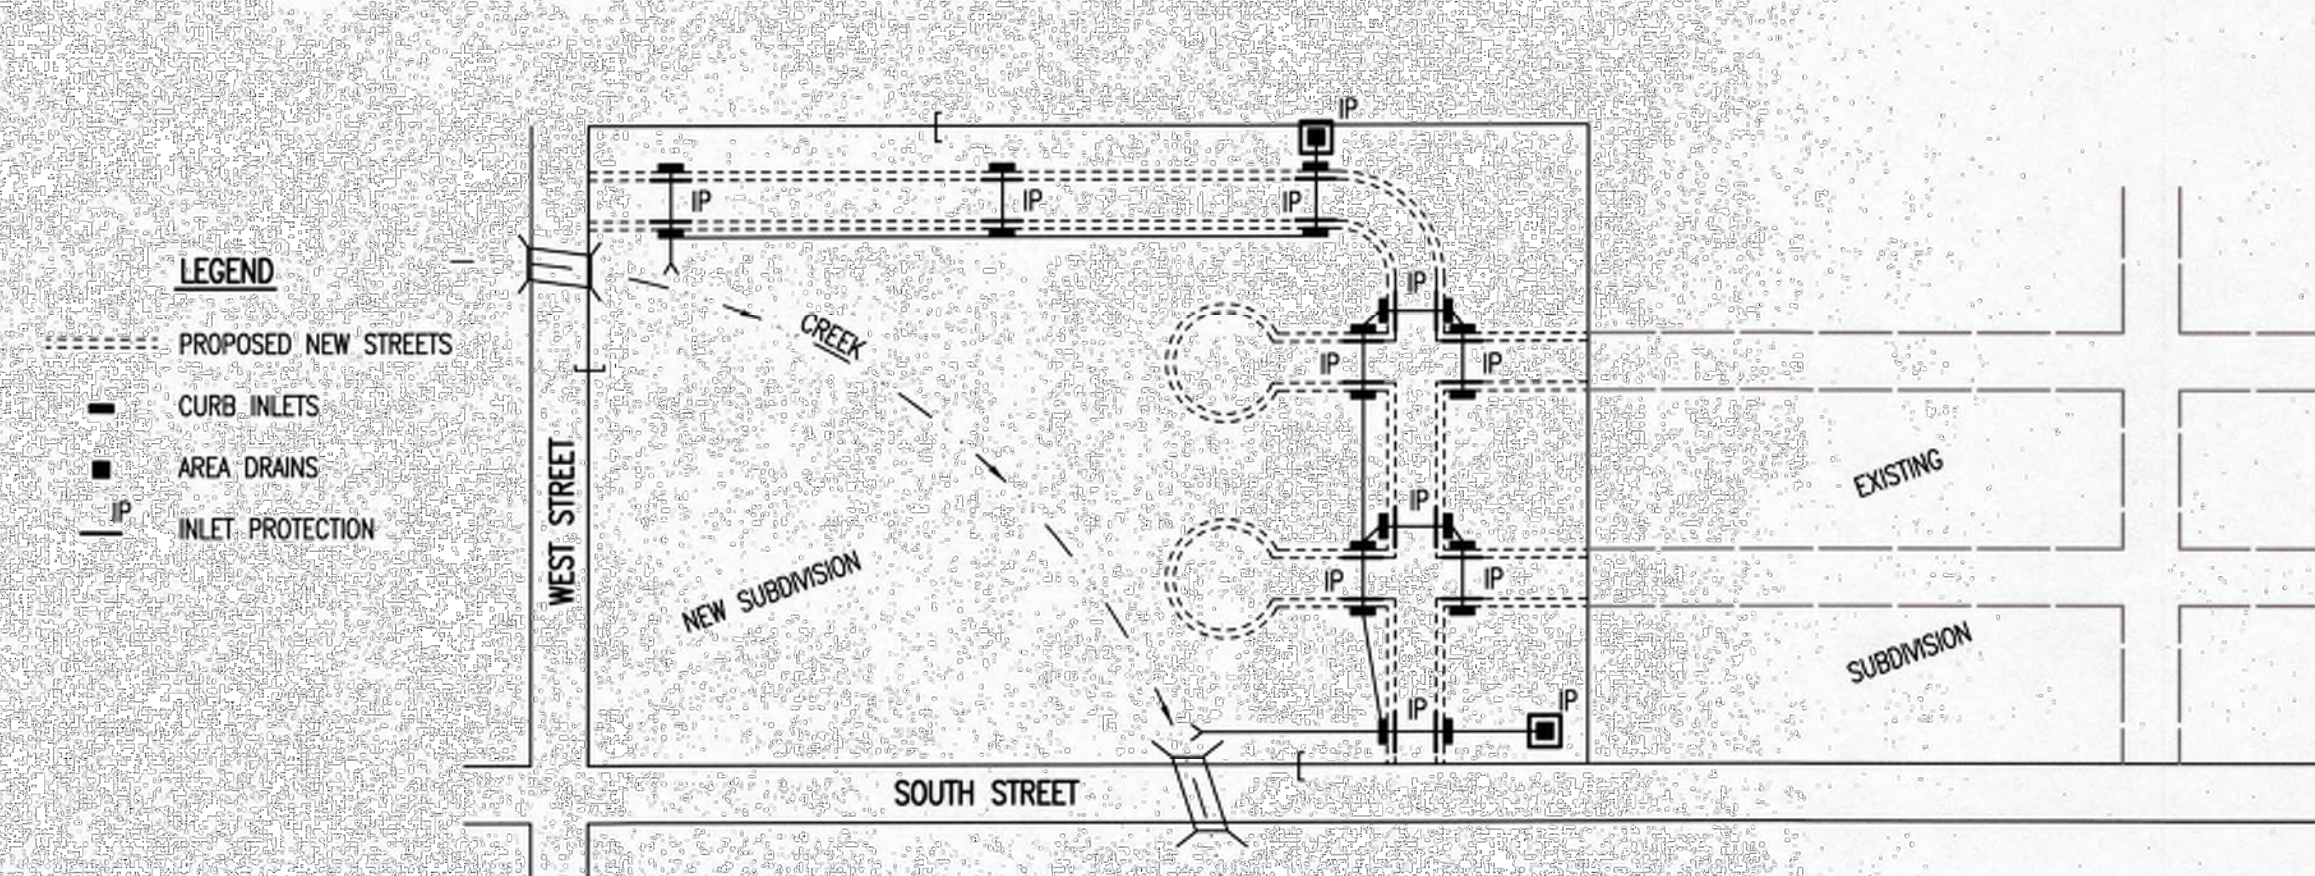 IP
IP
IP
IP
LEGEND
PROPOSED NEW STREETS
CURB INLETS
AREA DRAINS
IP
INLET PROTECTION
WEST STREET
CREEK
NEW SUBDIVISION
IP
IP
IP
IP
IP
IP
IP
IP
SOUTH STREET
EXISTING
SUBDIVISION